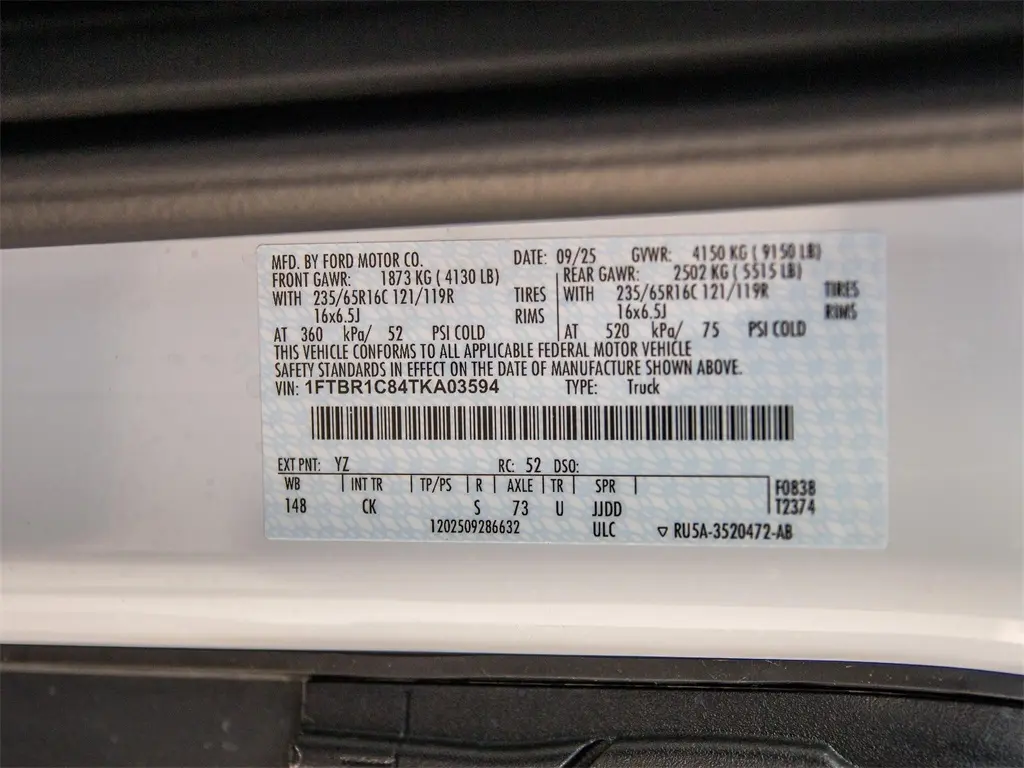 MFD. BY FORD MOTOR CO. DATE: 09/25 GVWR: 4150 KG ( 9150 LB)
FRONT GAWR: 1873 KG ( 4130 LB) REAR GAWR: 2502 KG ( 5515 LB)
WITH 235/65R16C 121/119R TIRES WITH 235/65R16C 121/119R TIRES
16x6.5J RIMS 16x6.5J RIMS
AT 360 kPa/ 52 PSI COLD AT 520 kPa/ 75 PSI COLD
THIS VEHICLE CONFORMS TO ALL APPLICABLE FEDERAL MOTOR VEHICLE
SAFETY STANDARDS IN EFFECT ON THE DATE OF MANUFACTURE SHOWN ABOVE.
VIN: 1FTBR1C84TKA03594 TYPE: Truck
EXT PNT: YZ RC: 52 DSO:
WB INT TR TP/PS R AXLE TR SPR F0838
148 CK S 73 U JJDD T2374
1202509286632 ULC ▽ RU5A-3520472-AB